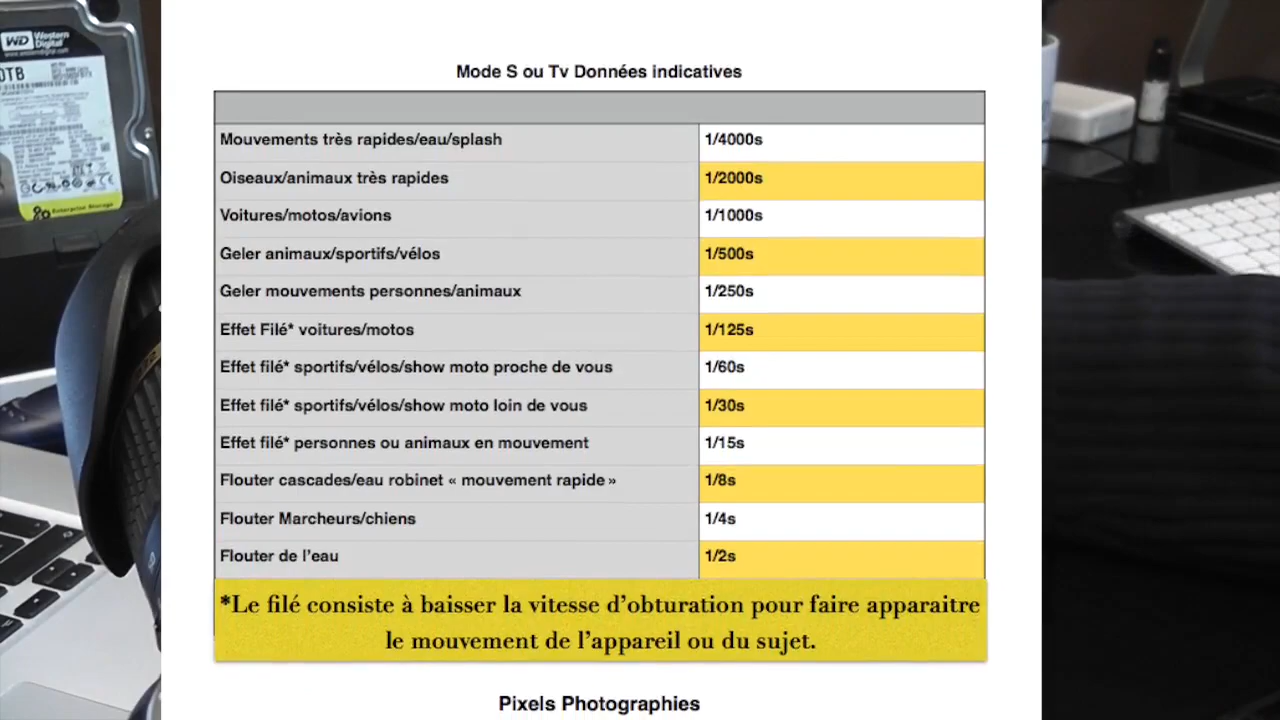 WD Western
Digital
TB
Enterprise Storage
Mode S ou Tv Données indicatives
Mouvements très rapides/eau/splash 1/4000s
Oiseaux/animaux très rapides 1/2000s
Voitures/motos/avions 1/1000s
Geler animaux/sportifs/vélos 1/500s
Geler mouvements personnes/animaux 1/250s
Effet Filé* voitures/motos 1/125s
Effet filé* sportifs/vélos/show moto proche de vous 1/60s
Effet filé* sportifs/vélos/show moto loin de vous 1/30s
Effet filé* personnes ou animaux en mouvement 1/15s
Flouter cascades/eau robinet « mouvement rapide » 1/8s
Flouter Marcheurs/chiens 1/4s
Flouter de l’eau 1/2s
*Le filé consiste à baisser la vitesse d’obturation pour faire apparaitre
le mouvement de l’appareil ou du sujet.
Pixels Photographies